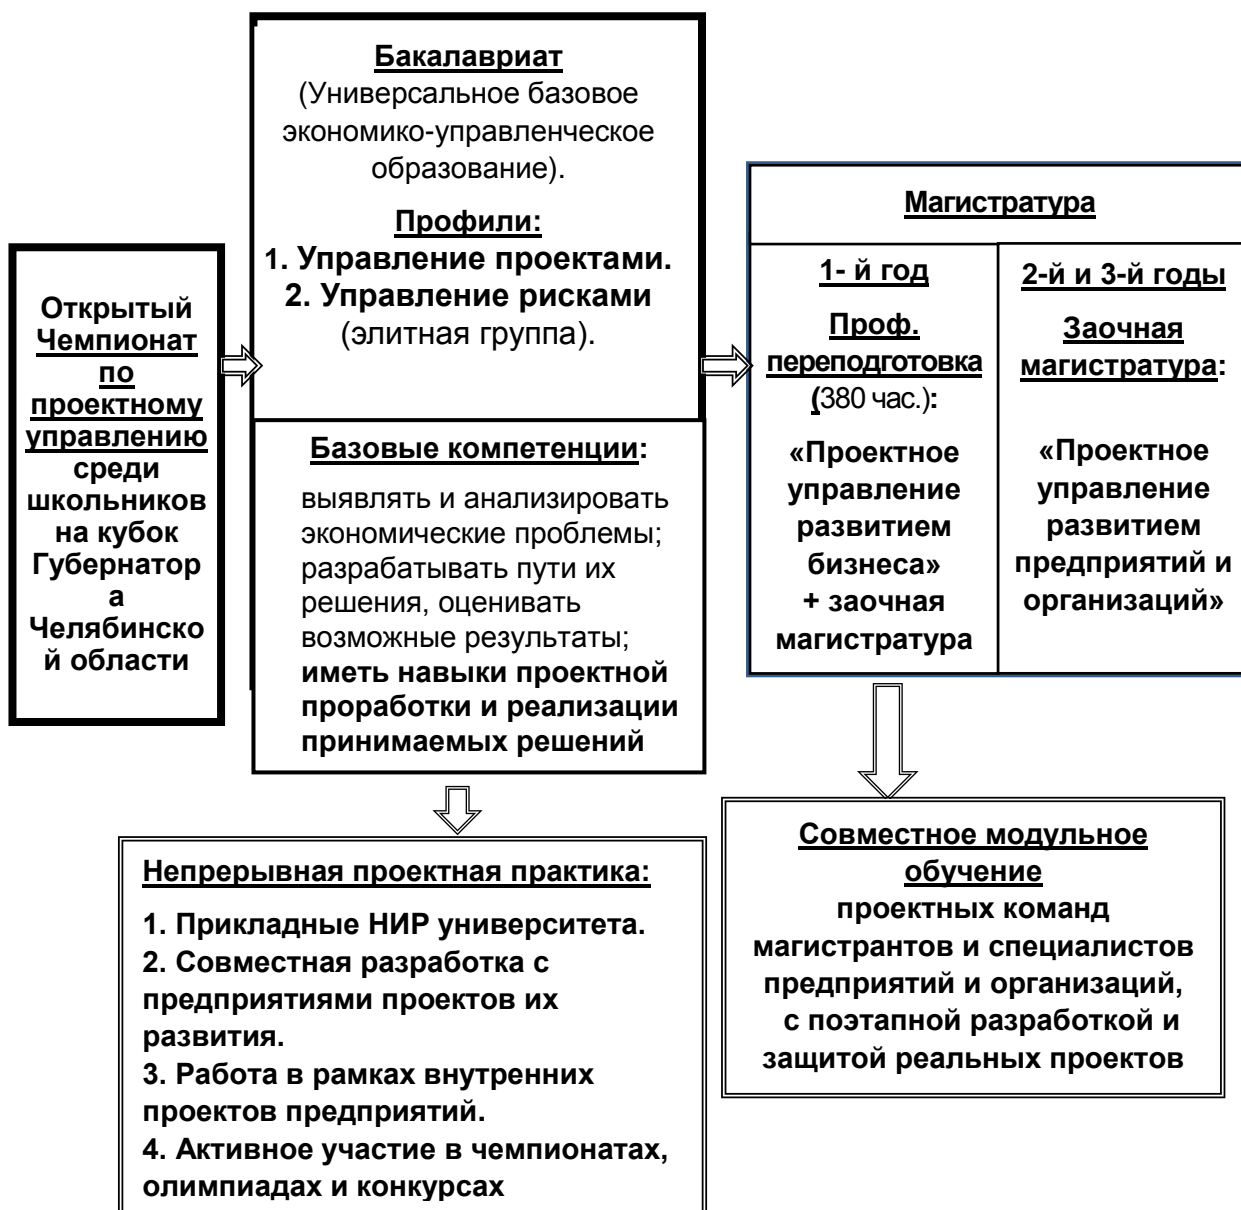 Открытый
Чемпионат
по
проектному
управлению
среди
школьников
на кубок
Губернатор
а
Челябинско
й области
Бакалавриат
(Универсальное базовое
экономико-управленческое
образование).
Профили:
1. Управление проектами.
2. Управление рисками
(элитная группа).
Базовые компетенции:
выявлять и анализировать
экономические проблемы;
разрабатывать пути их
решения, оценивать
возможные результаты;
иметь навыки проектной
проработки и реализации
принимаемых решений
Магистратура
1- й год
Проф.
переподготовка
(380 час.):
«Проектное
управление
развитием
бизнеса»
+ заочная
магистратура
2-й и 3-й годы
Заочная
магистратура:
«Проектное
управление
развитием
предприятий и
организаций»
Непрерывная проектная практика:
1. Прикладные НИР университета.
2. Совместная разработка с
предприятиями проектов их
развития.
3. Работа в рамках внутренних
проектов предприятий.
4. Активное участие в чемпионатах,
олимпиадах и конкурсах
Совместное модульное
обучение
проектных команд
магистрантов и специалистов
предприятий и организаций,
с поэтапной разработкой и
защитой реальных проектов